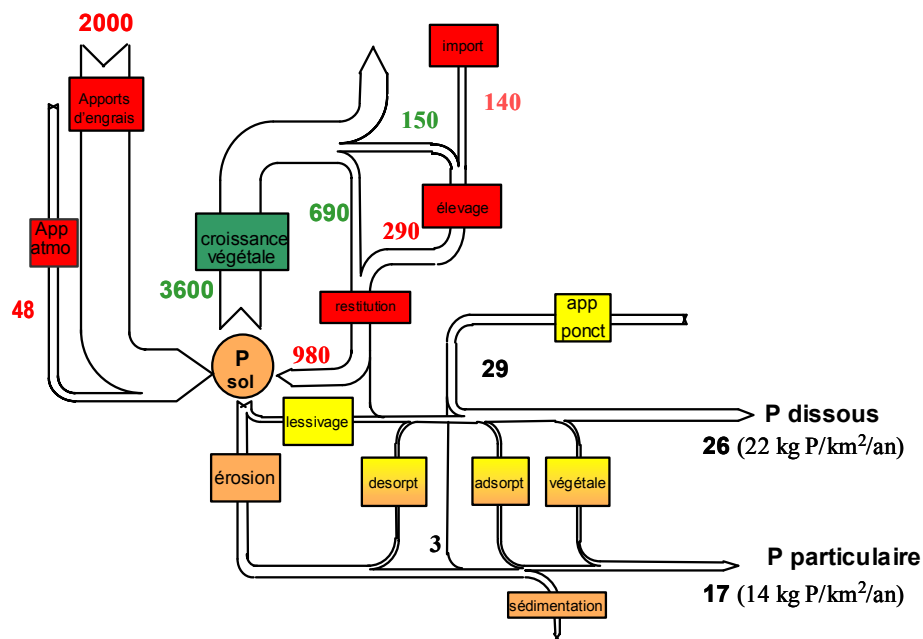 2000
import
Apports
d'engrais
140
150
App
atmo
690
élevage
croissance
végétale
290
3600
48
restitution
app
ponct
P
sol
980
29
lessivage
P dissous
26 (22 kg P/km²/an)
érosion
desorpt
adsorpt
végétale
3
P particulaire
17 (14 kg P/km²/an)
sédimentation